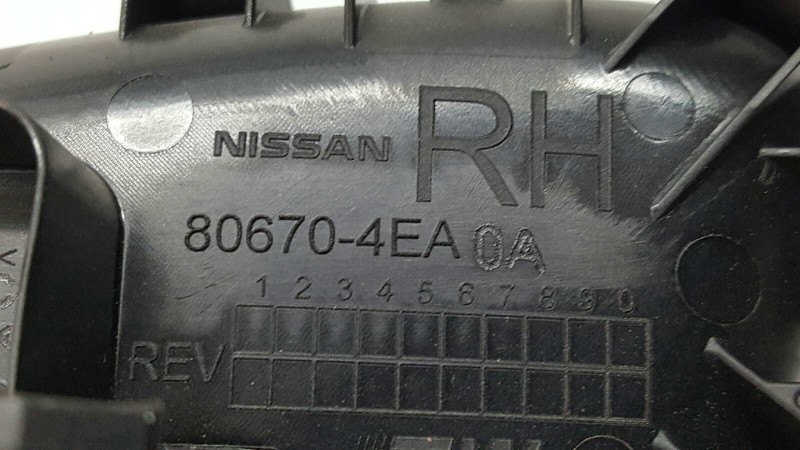 NISSAN RH
80670-4EA 0A
1 2 3 4 5 6 7 8 9 0
REV